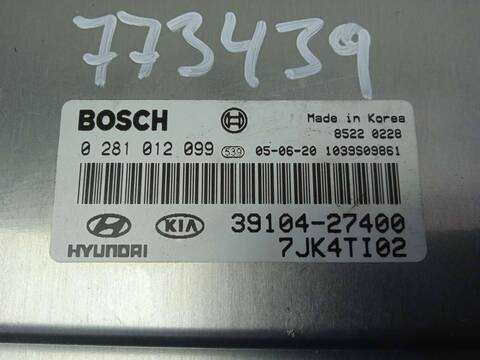 773439
BOSCH
Made in Korea
8522 0228
0 281 012 099 539 05-06-20 1039S09861
HYUNDAI KIA 39104-27400
7JK4TI02